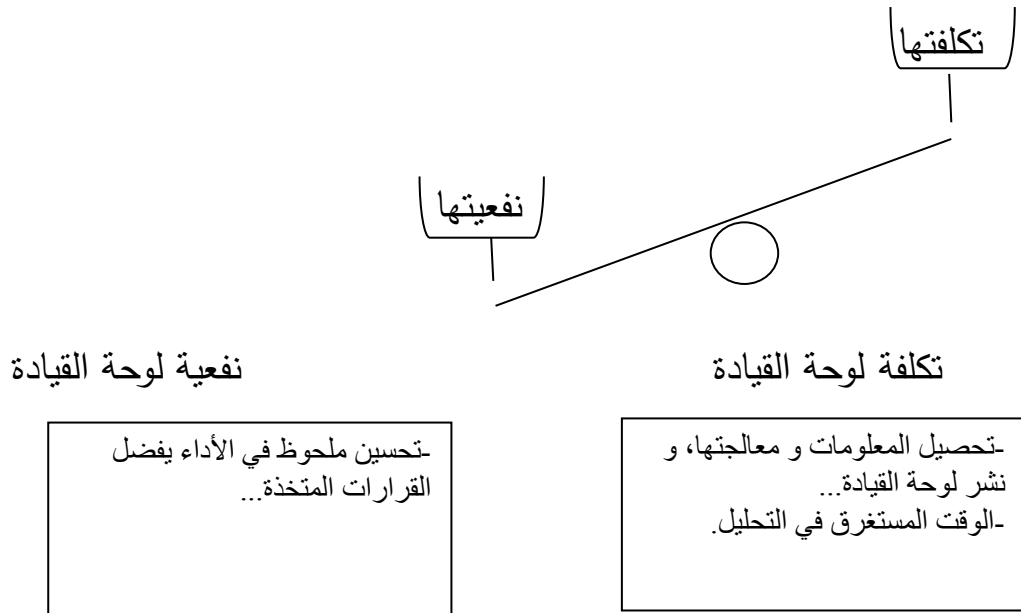 تكلفتها
نفعيتها
تكلفة لوحة القيادة
نفعية لوحة القيادة
-تحصيل المعلومات و معالجتها، و
نشر لوحة القيادة...
-الوقت المستغرق في التحليل.
-تحسين ملحوظ في الأداء يفضل
القرارات المتخذة...